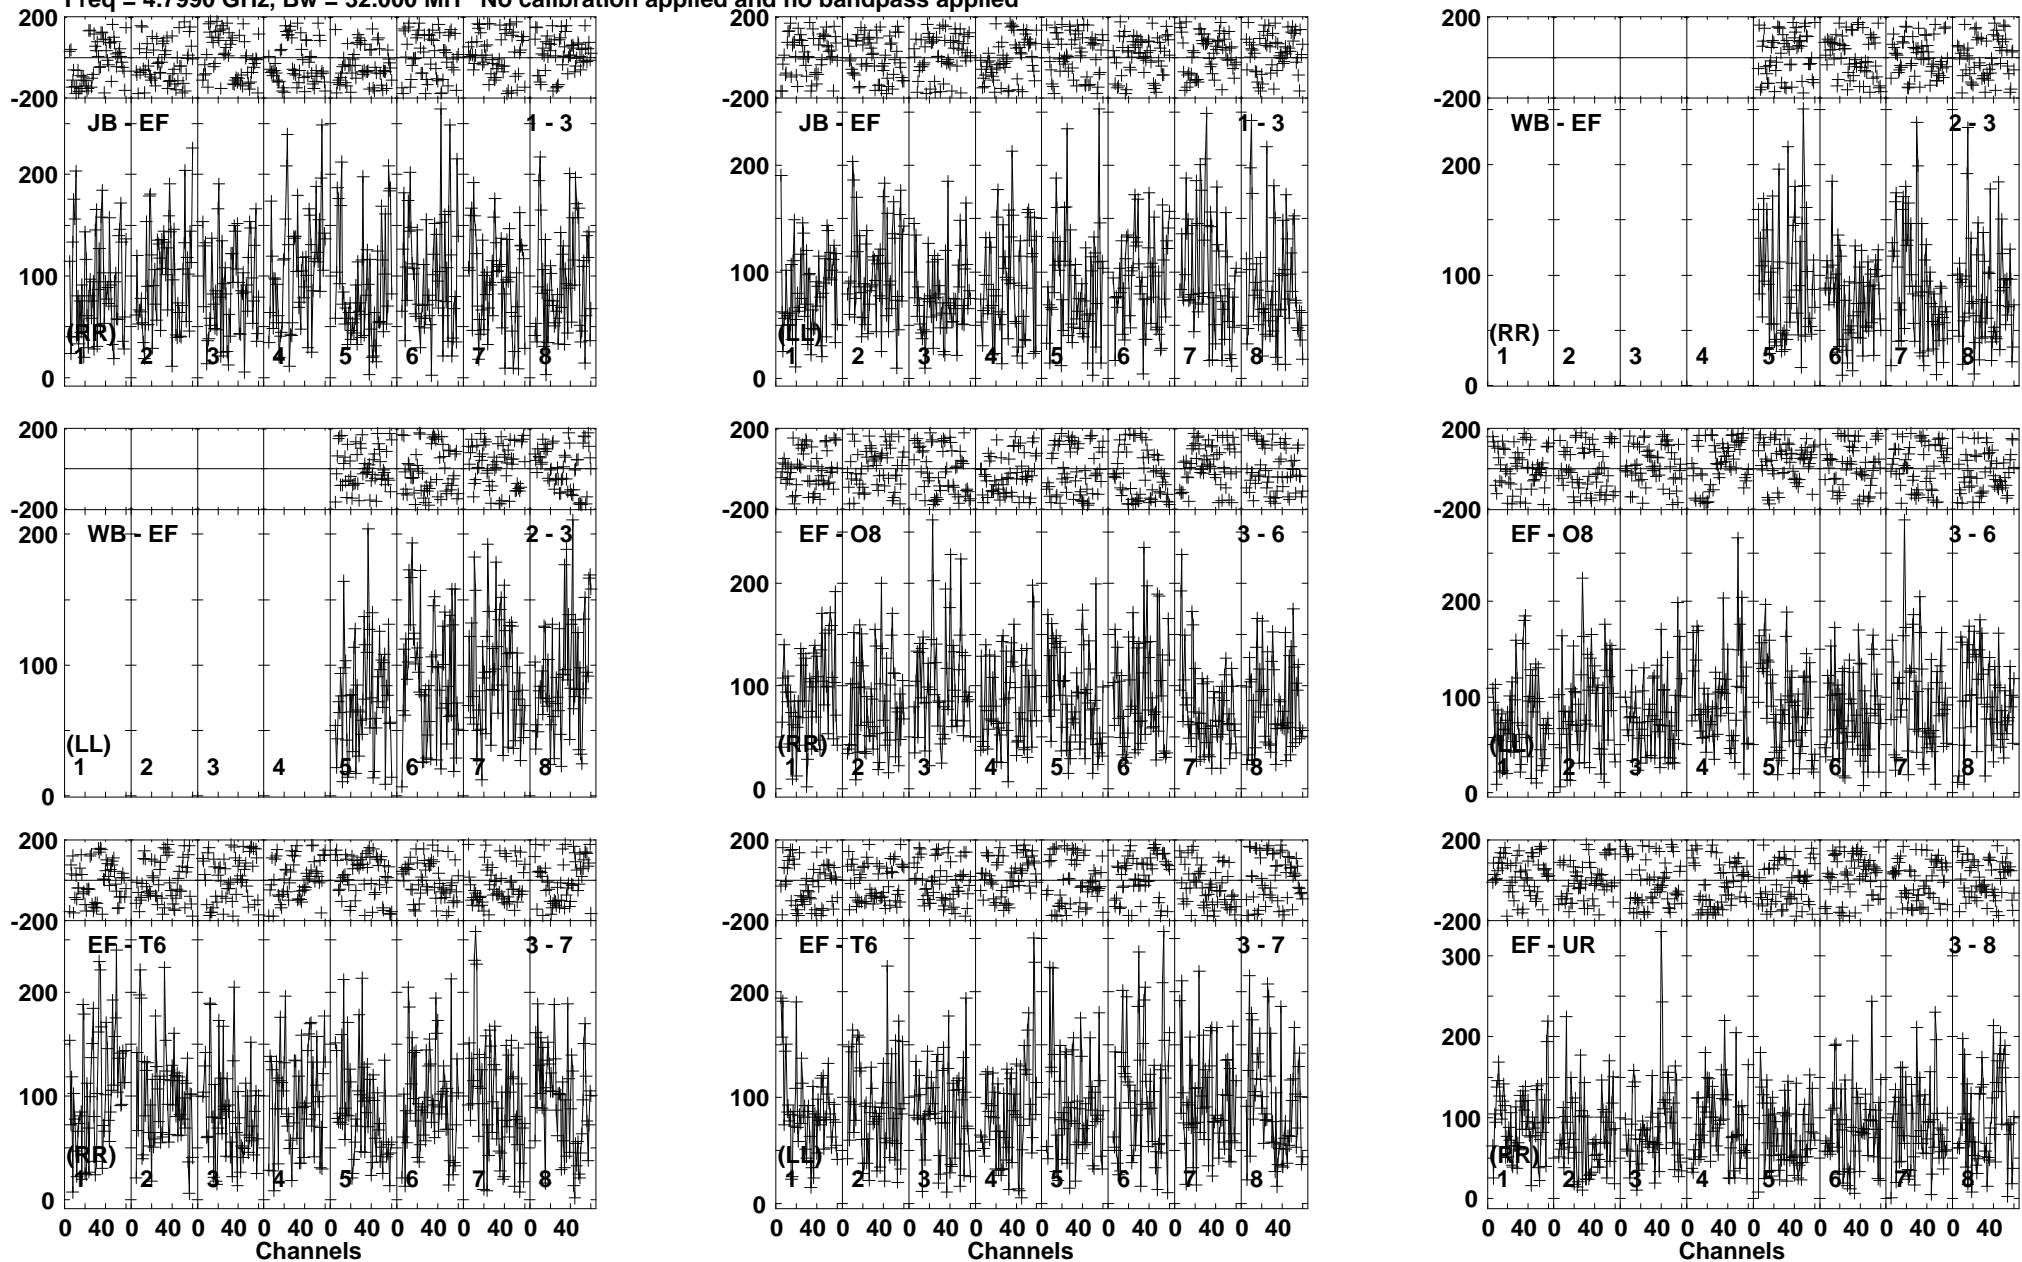 Freq = 4.7990 GHz, Bw = 32.000 MH No calibration applied and no bandpass applied
200 200 200
-200 -200 -200
JB - EF 1 - 3 JB - EF 1 - 3 WB - EF 2 - 3
200 200 200
100 100 100
(RR) (LL) (RR)
1 2 3 4 5 6 7 8 1 2 3 4 5 6 7 8 1 2 3 4 5 6 7 8
0 0 0
200 200 200
-200 -200 -200
WB - EF 2 - 3 EF - O8 3 - 6 EF - O8 3 - 6
200 200 200
100 100 100
(LL) (RR) (LL)
1 2 3 4 5 6 7 8 1 2 3 4 5 6 7 8 1 2 3 4 5 6 7 8
0 0 0
200 200 200
-200 -200 -200
EF - T6 3 - 7 EF - T6 3 - 7 EF - UR 3 - 8
300
200 200 200
100 100 100
(RR) (LL) (RR)
1 2 3 4 5 6 7 8 1 2 3 4 5 6 7 8 1 2 3 4 5 6 7 8
0 0 0
0 40 0 40 0 40 0 40 0 40 0 40 0 40 0 40 0 40 0 40 0 40 0 40 0 40 0 40 0 40 0 40 0 40 0 40 0 40 0 40 0 40 0 40 0 40 0 40
Channels Channels Channels